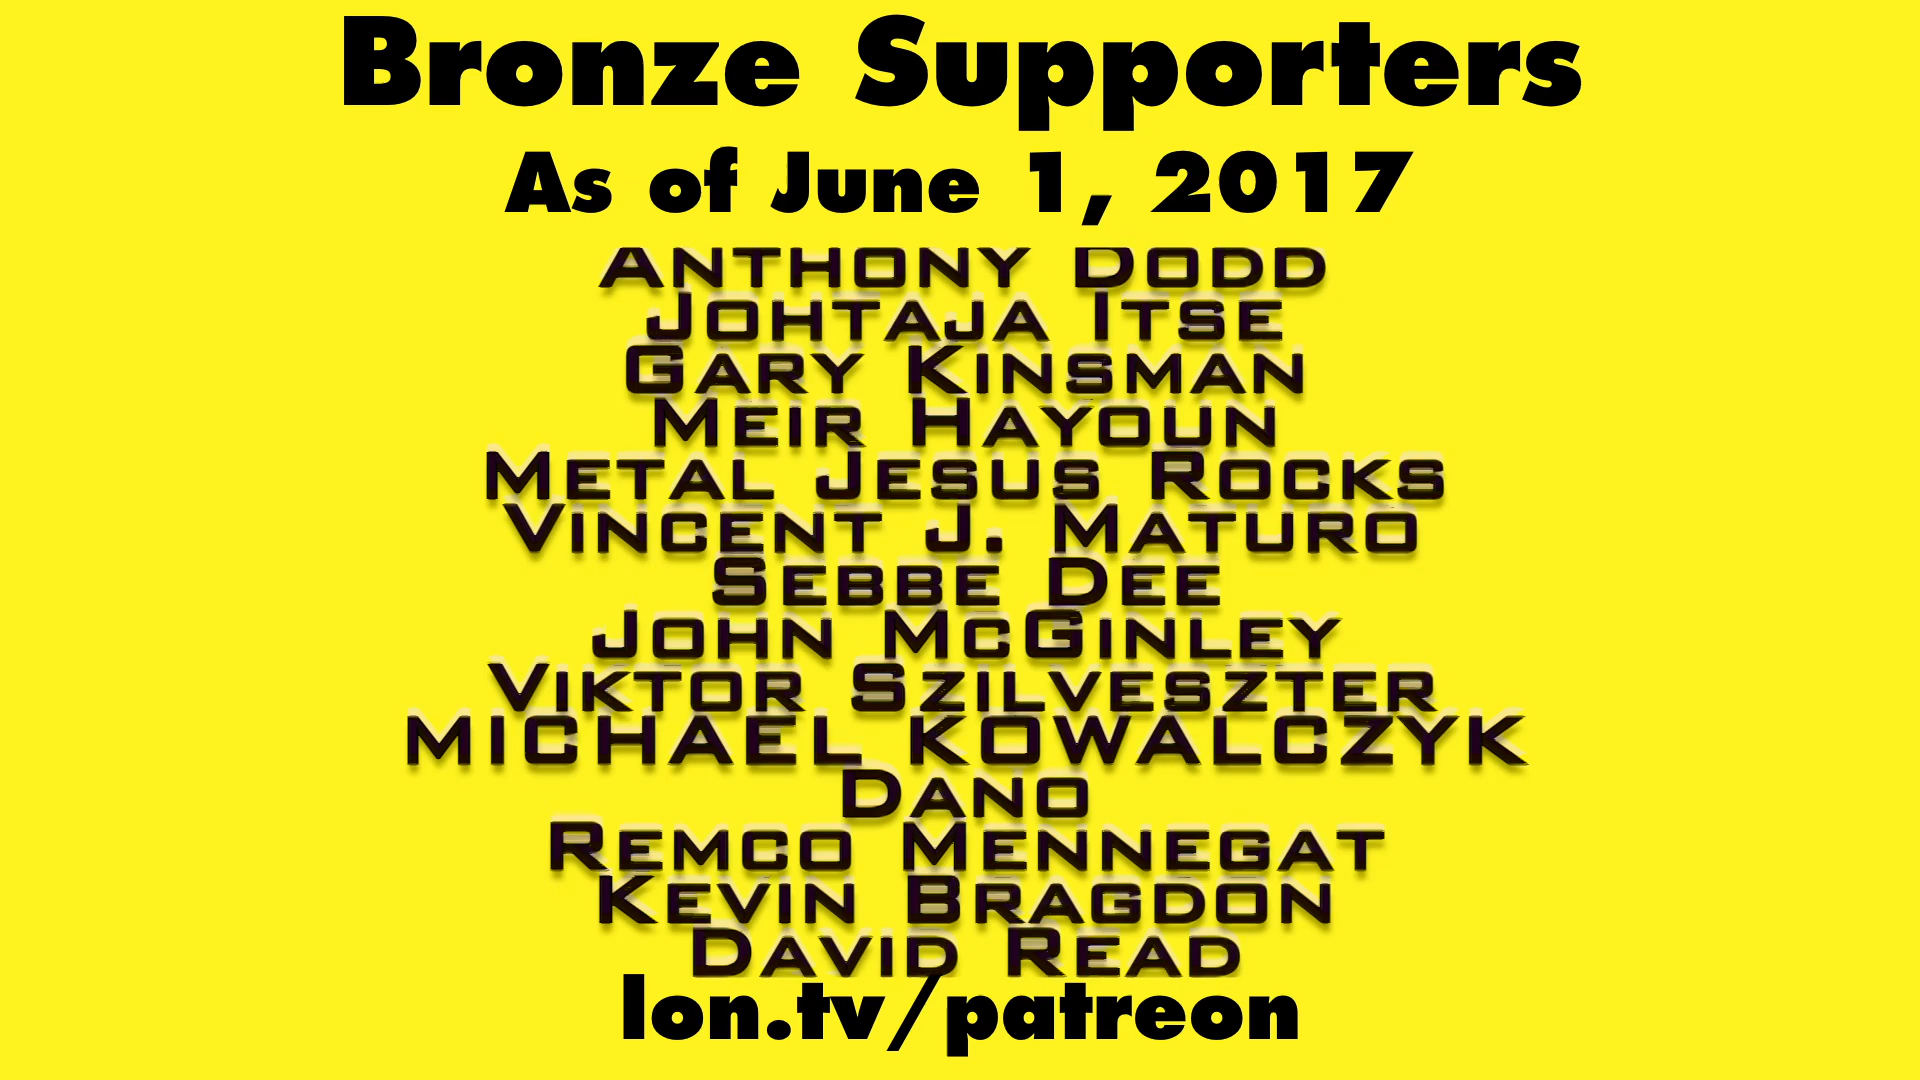 Bronze Supporters
As of June 1, 2017
Anthony Dodd
Johtaja Itse
Gary Kinsman
Meir Hayoun
Metal Jesus Rocks
Vincent J. Maturo
Sebbe Dee
John McGinley
Viktor Szilveszter
MICHAEL KOWALCZYK
Dano
Remco Mennegat
Kevin Bragdon
David Read
lon.tv/patreon